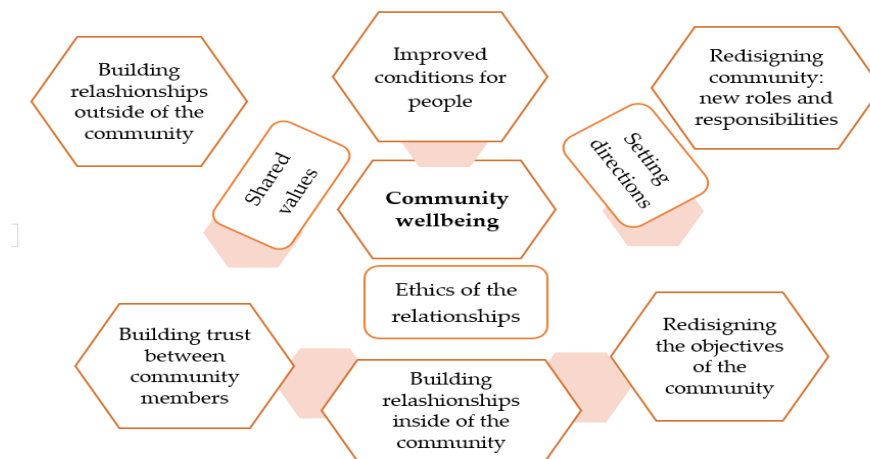 Building
relashionships
outside of the
community
Improved
conditions for
people
Redisigning
community:
new roles and
responsibilities
Shared
values
Setting
directions
Community
wellbeing
Ethics of the
relationships
Building trust
between
community
members
Building
relashionships
inside of the
community
Redisigning
the objectives
of the
community